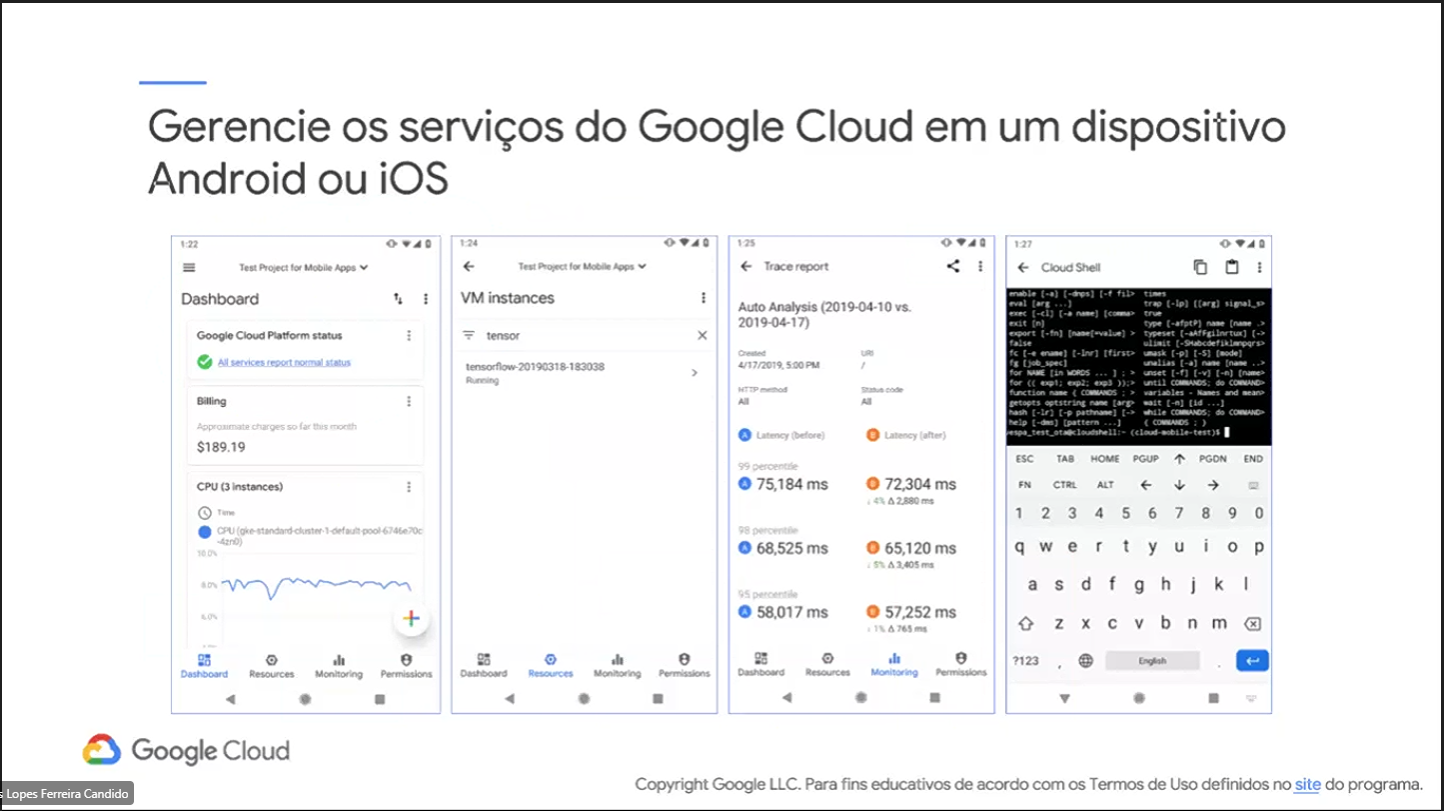 Gerencie os serviços do Google Cloud em um dispositivo
Android ou iOS
1:22
Test Project for Mobile Apps
Dashboard
Google Cloud Platform status
All services report normal status
Billing
Approximate charges so far this month
$189.19
CPU (3 instances)
Time
CPU (gke-standard-cluster-1-default-pool-6746e70c
-4zn0)
10.0%
8.0%
6.0%
Dashboard Resources Monitoring Permissions
1:24
Test Project for Mobile Apps
VM instances
tensor
tensorflow-20190318-183038
Running
Dashboard Resources Monitoring Permissions
1:25
Trace report
Auto Analysis (2019-04-10 vs.
2019-04-17)
Created URI
4/17/2019, 5:00 PM /
HTTP method Status code
All All
A Latency (before) B Latency (after)
99 percentile
A 75,184 ms B 72,304 ms
↓ 4% Δ 2,880 ms
98 percentile
A 68,525 ms B 65,120 ms
↓ 5% Δ 3,405 ms
95 percentile
A 58,017 ms B 57,252 ms
↓ 1% Δ 765 ms
Dashboard Resources Monitoring Permissions
1:27
Cloud Shell
enable [-a] [-dnps] [-f fil> times
eval [arg ...] trap [-lp] [[arg] signal_s>
exec [-cl] [-a name] [comma> true
exit [n] type [-afptP] name [name .>
export [-fn] [name[=value] > typeset [-aAfFgilnrtux] [->
false ulimit [-SHabcdefiklmnpqrs>
fc [-e ename] [-lnr] [first> umask [-p] [-S] [mode]
fg [job_spec] unalias [-a] name [name ..>
for NAME [in WORDS ... ] ; > unset [-f] [-v] [-n] [name>
for (( exp1; exp2; exp3 ));> until COMMANDS; do COMMAND>
function name { COMMANDS ; > variables - Names and mean>
getopts optstring name [arg> wait [-n] [id ...]
hash [-lr] [-p pathname] [-> while COMMANDS; do COMMAND>
help [-dms] [pattern ...] { COMMANDS ; }
vespa_test_ota@cloudshell:~ (cloud-mobile-test)$
ESC TAB HOME PGUP ↑ PGDN END
FN CTRL ALT ← ↓ →
1 2 3 4 5 6 7 8 9 0
q w e r t y u i o p
a s d f g h j k l
z x c v b n m
?123 , English .
Google Cloud
Copyright Google LLC. Para fins educativos de acordo com os Termos de Uso definidos no site do programa.
s Lopes Ferreira Candido